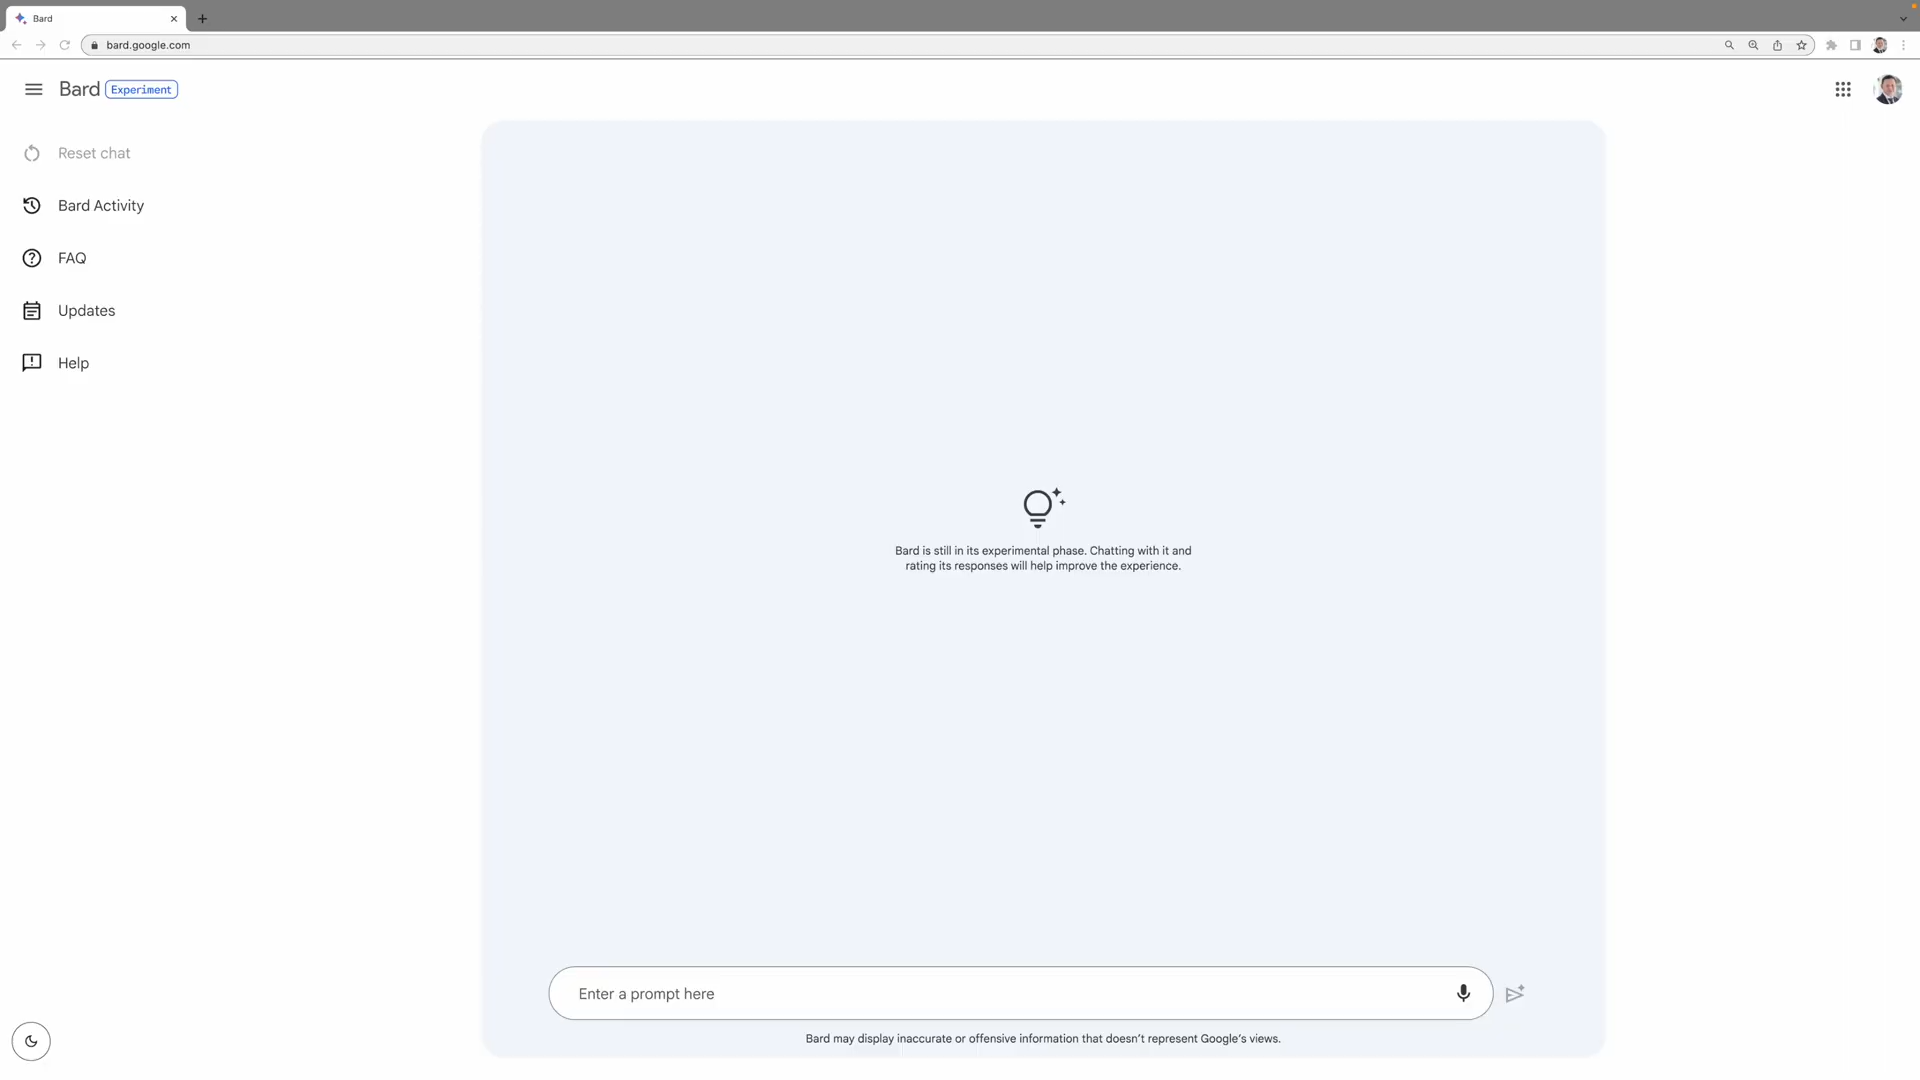 Bard
bard.google.com
Bard Experiment
Reset chat
Bard Activity
FAQ
Updates
Help
Bard is still in its experimental phase. Chatting with it and
rating its responses will help improve the experience.
Enter a prompt here
Bard may display inaccurate or offensive information that doesn't represent Google's views.